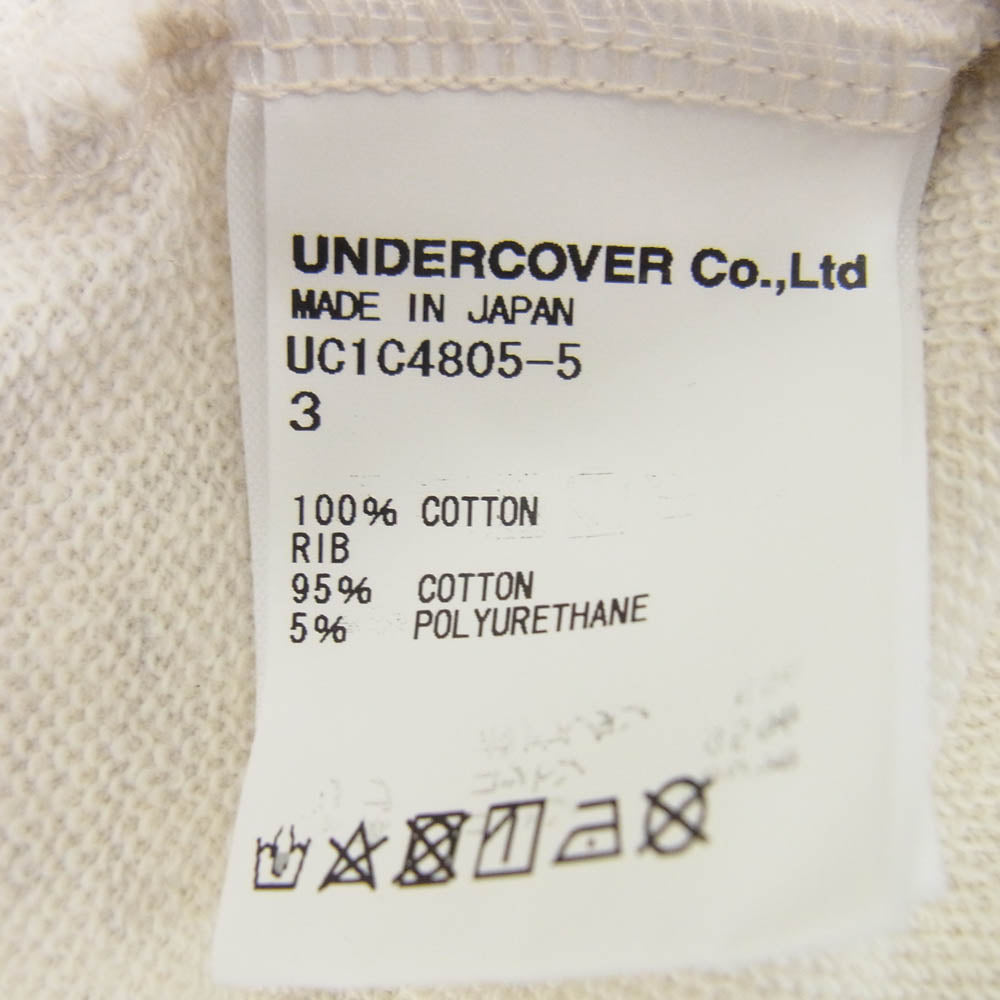 UNDERCOVER Co.,Ltd
MADE IN JAPAN
UC1C4805-5
3
100% COTTON
RIB
95% COTTON
5% POLYURETHANE